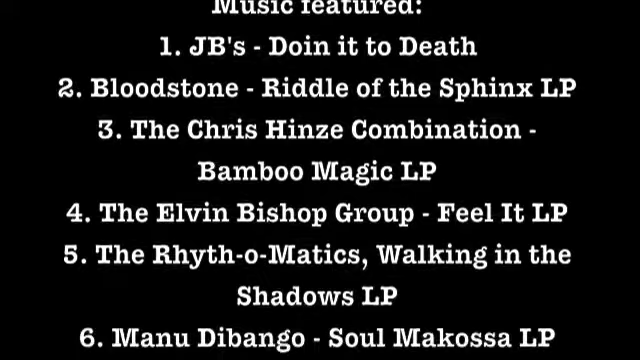 Music featured:
1. JB's - Doin it to Death
2. Bloodstone - Riddle of the Sphinx LP
3. The Chris Hinze Combination -
Bamboo Magic LP
4. The Elvin Bishop Group - Feel It LP
5. The Rhyth-o-Matics, Walking in the
Shadows LP
6. Manu Dibango - Soul Makossa LP